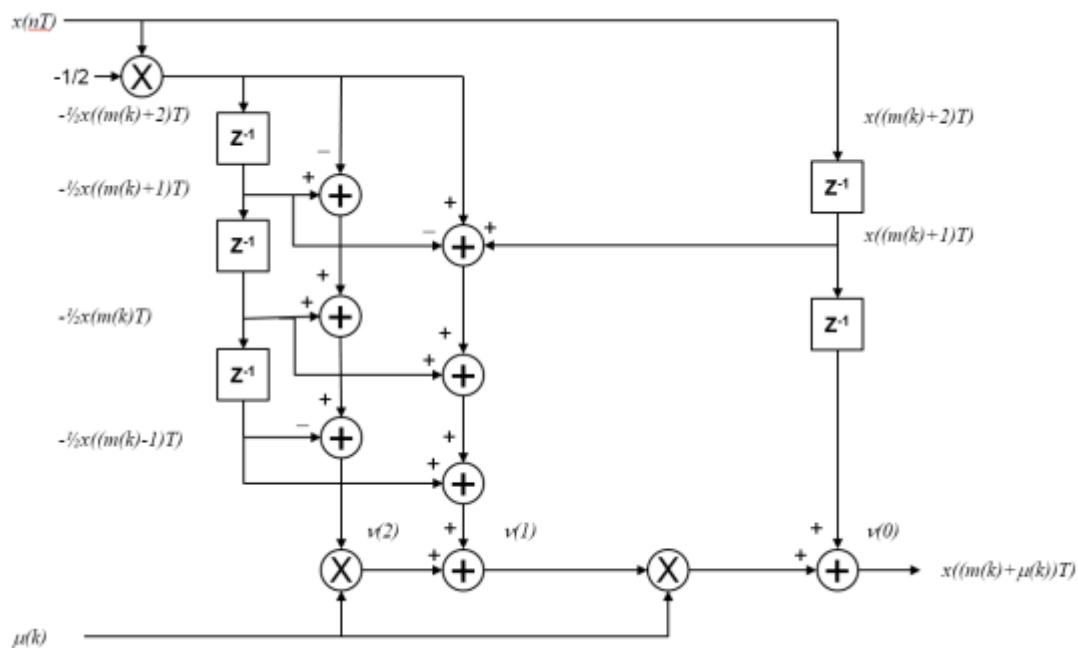 x(nT)
-1/2
X
-½x((m(k)+2)T)
x((m(k)+2)T)
Z-1
–
+
+
Z-1
-½x((m(k)+1)T)
+
–
+
+
x((m(k)+1)T)
Z-1
+
+
+
Z-1
-½x(m(k)T)
+
+
+
Z-1
+
–
+
-½x((m(k)-1)T)
+
+
+
v(2)
+
v(1)
+
v(0)
X
+
+
X
+
+
x((m(k)+μ(k))T)
μ(k)